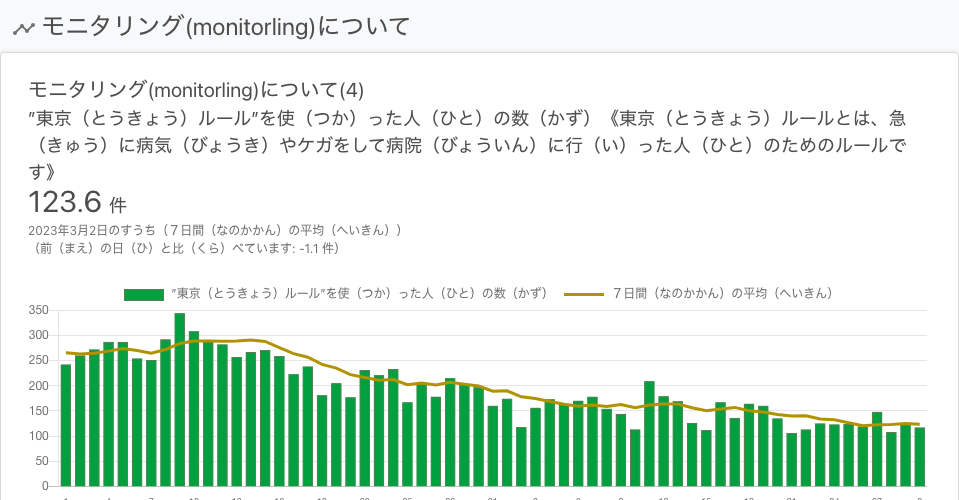 モニタリング(monitorling)について
モニタリング(monitorling)について(4)
”東京（とうきょう）ルール”を使（つか）った人（ひと）の数（かず）《東京（とうきょう）ルールとは、急
（きゅう）に病気（びょうき）やケガをして病院（びょういん）に行（い）った人（ひと）のためのルールで
す》
123.6 件
2023年3月2日のすうち（７日間（なのかかん）の平均（へいきん））
（前（まえ）の日（ひ）と比（くら）べています: -1.1 件）
”東京（とうきょう）ルール”を使（つか）った人（ひと）の数（かず）　７日間（なのかかん）の平均（へいきん）
350
300
250
200
150
100
50
0